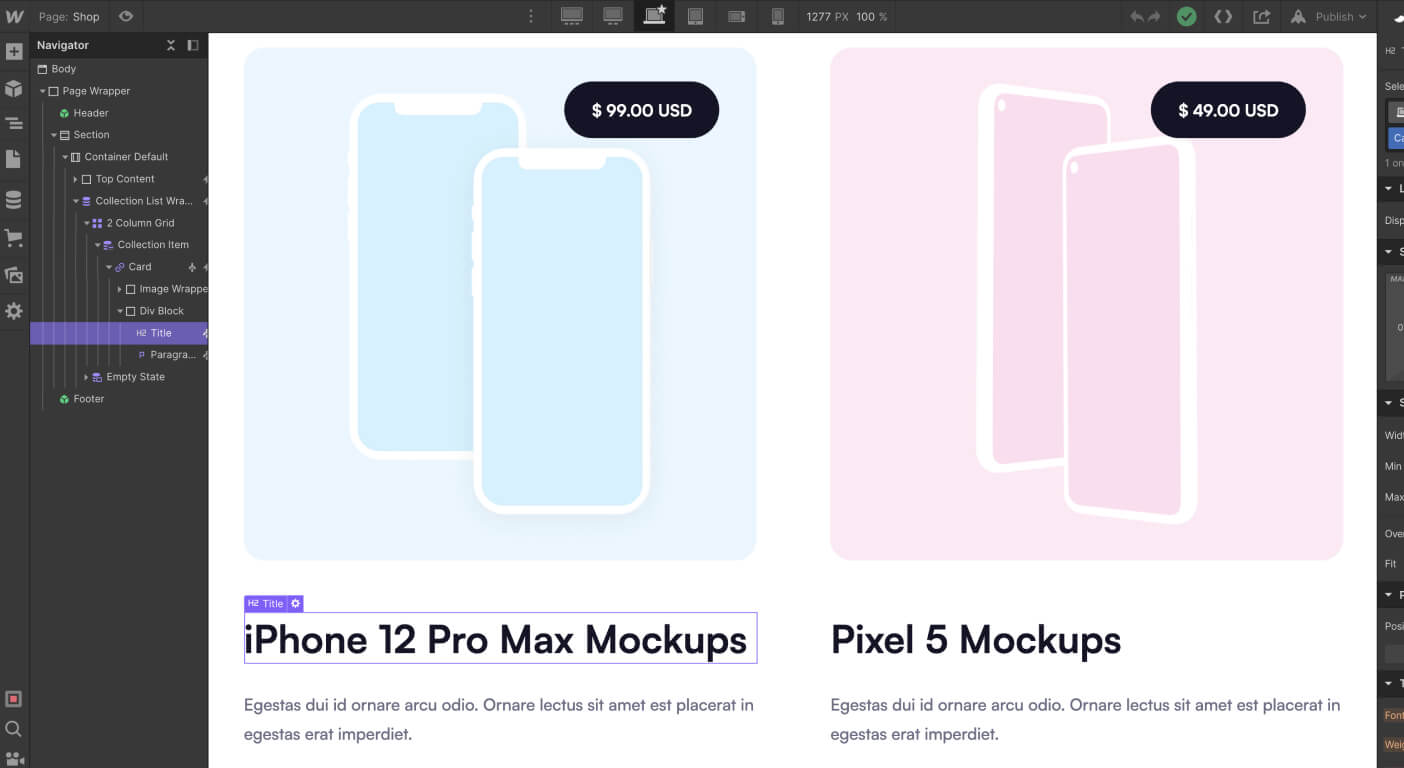 Page: Shop
1277 PX 100 %
Publish
Navigator
Body
Page Wrapper
Header
Section
Container Default
Top Content
Collection List Wra...
2 Column Grid
Collection Item
Card
Image Wrappe
Div Block
H2 Title
P Paragra...
Empty State
Footer
$ 99.00 USD
$ 49.00 USD
H2 Title
iPhone 12 Pro Max Mockups
Pixel 5 Mockups
Egestas dui id ornare arcu odio. Ornare lectus sit amet est placerat in
egestas erat imperdiet.
Egestas dui id ornare arcu odio. Ornare lectus sit amet est placerat in
egestas erat imperdiet.
H2
Sele
Ca
1 on
L
Disp
S
MA
0
S
Widt
Min
Max
Over
Fit
P
Posi
T
Font
Weig